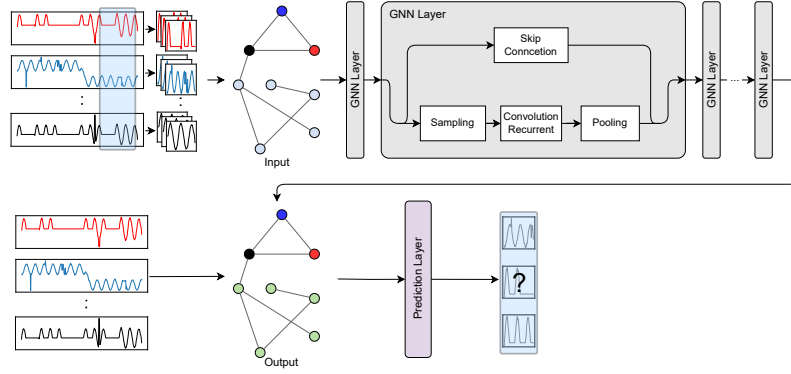 GNN Layer
Skip
Conncetion
GNN Layer
Sampling
Convolution
Recurrent
Pooling
GNN Layer
...
GNN Layer
:
:
Input
:
Prediction Layer
?
Output